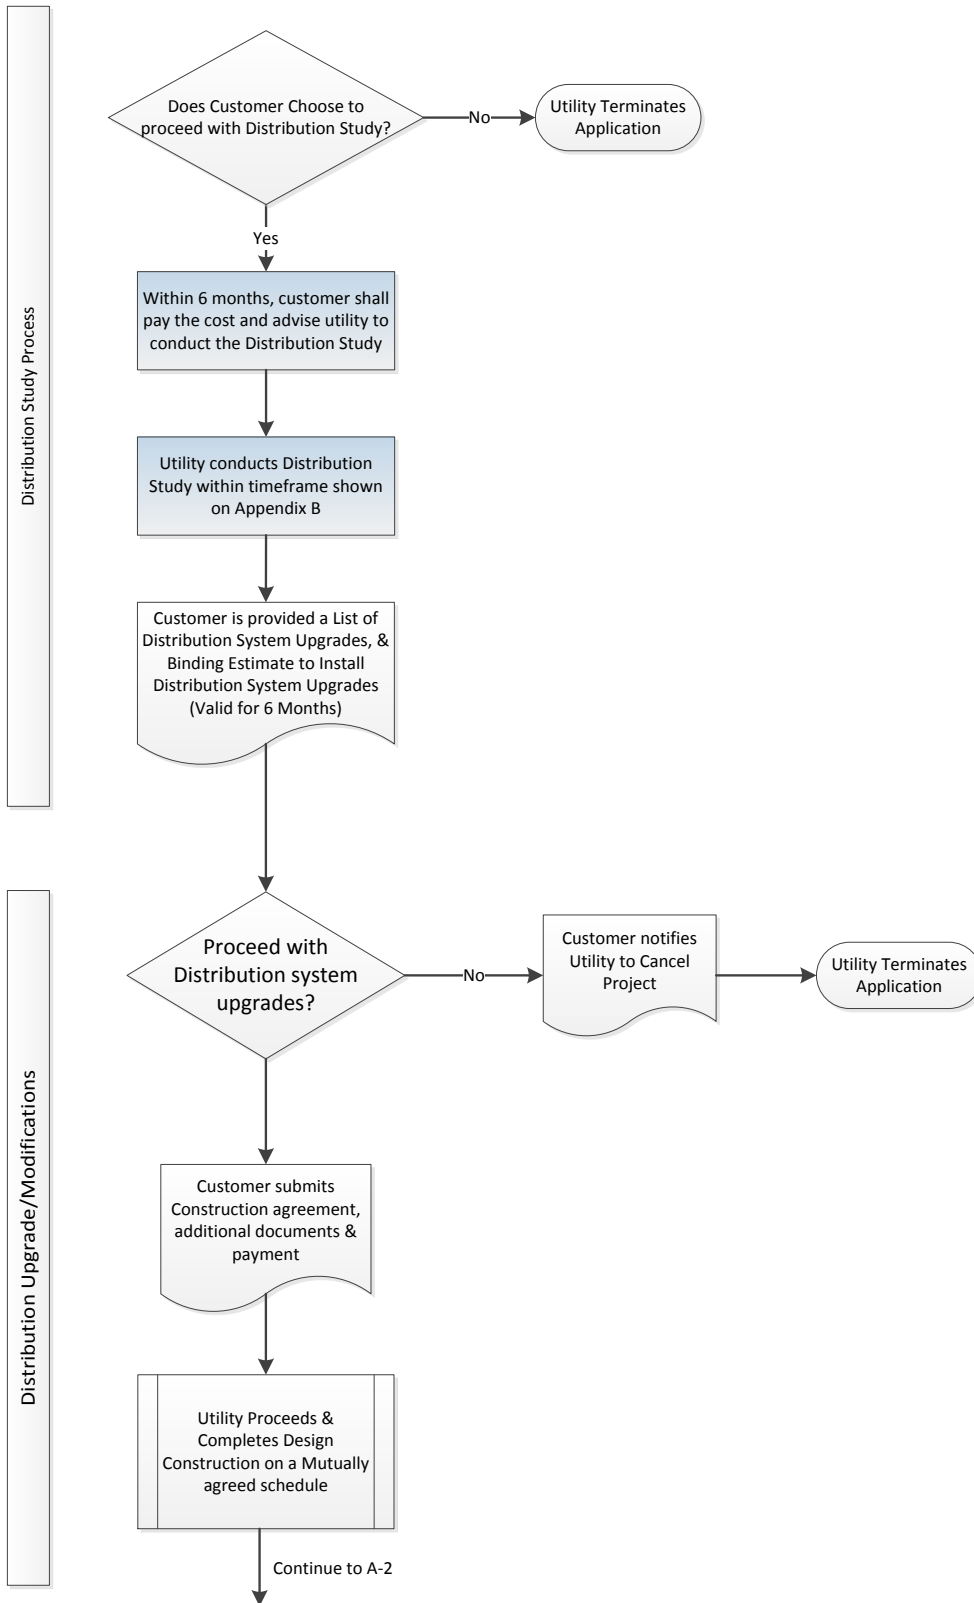 Distribution Study Process
Does Customer Choose to
proceed with Distribution Study?
No
Utility Terminates
Application
Yes
Within 6 months, customer shall
pay the cost and advise utility to
conduct the Distribution Study
Utility conducts Distribution
Study within timeframe shown
on Appendix B
Customer is provided a List of
Distribution System Upgrades, &
Binding Estimate to Install
Distribution System Upgrades
(Valid for 6 Months)
Distribution Upgrade/Modifications
Proceed with
Distribution system
upgrades?
No
Customer notifies
Utility to Cancel
Project
Utility Terminates
Application
Customer submits
Construction agreement,
additional documents &
payment
Utility Proceeds &
Completes Design
Construction on a Mutually
agreed schedule
Continue to A-2